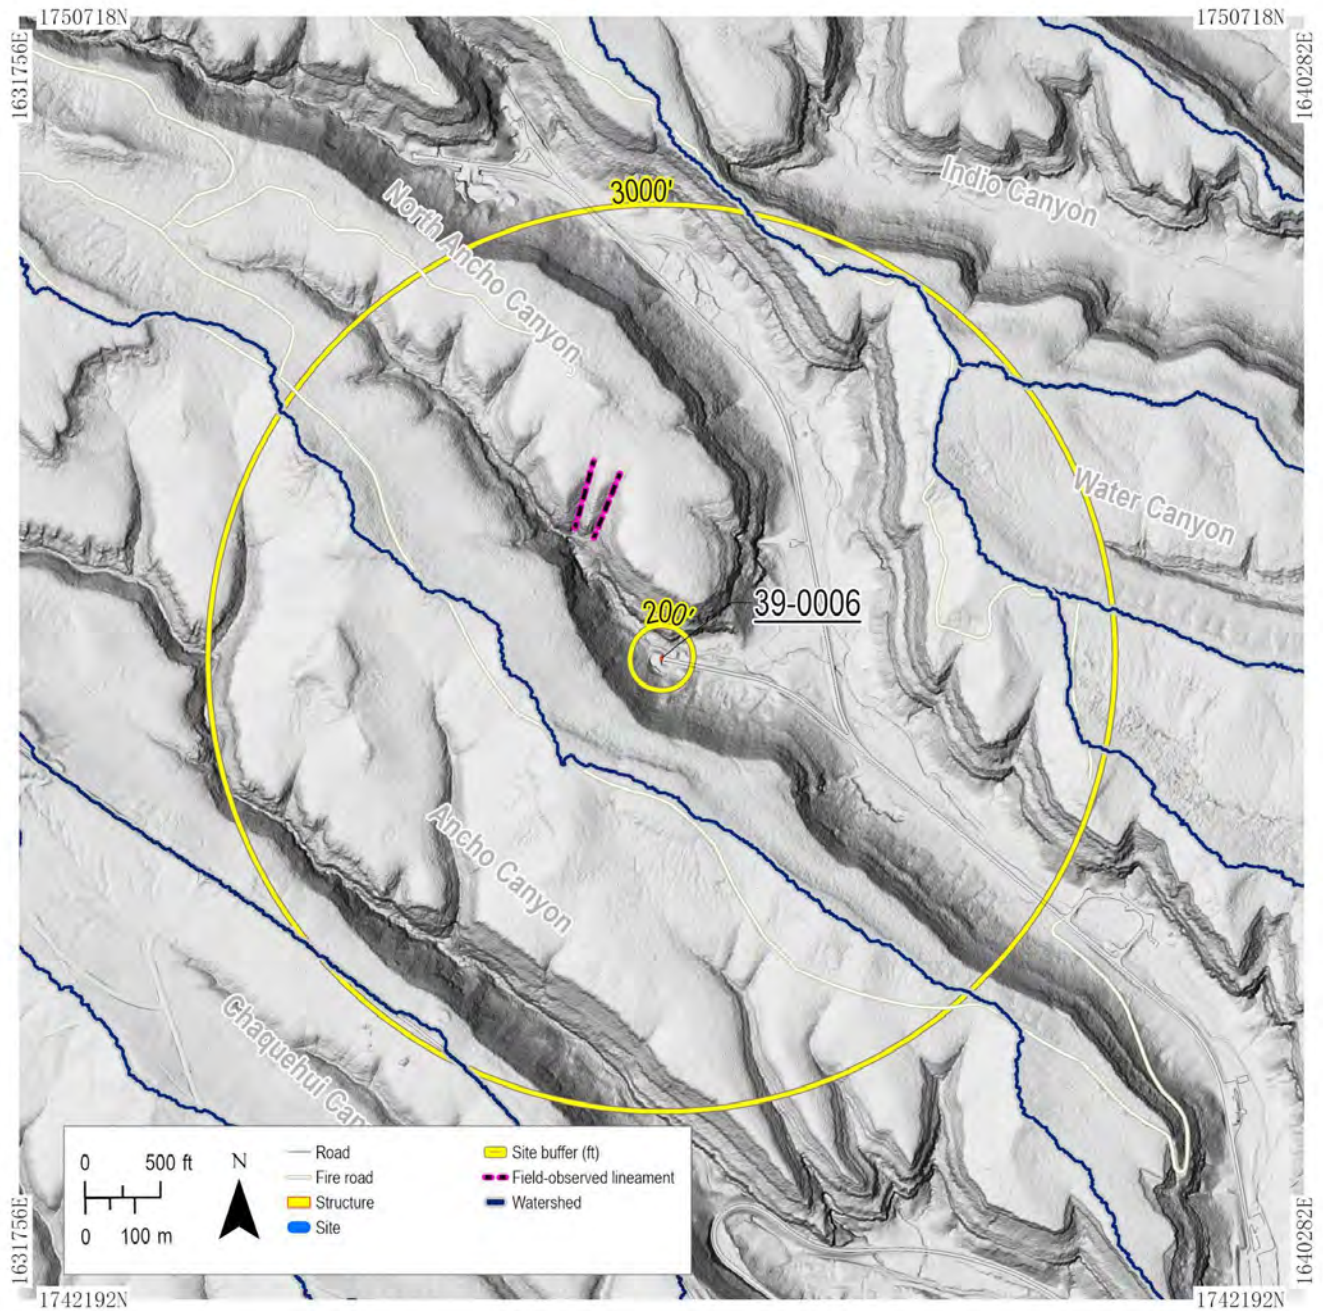 1750718N
1750718N
1631756E
1640282E
Indio Canyon
3000'
North Ancho Canyon
Water Canyon
200'
39-0006
Ancho Canyon
Chaquehui Can
0 500 ft
0 100 m
N
Road
Fire road
Structure
Site
Site buffer (ft)
Field-observed lineament
Watershed
1631756E
1640282E
1742192N
1742192N